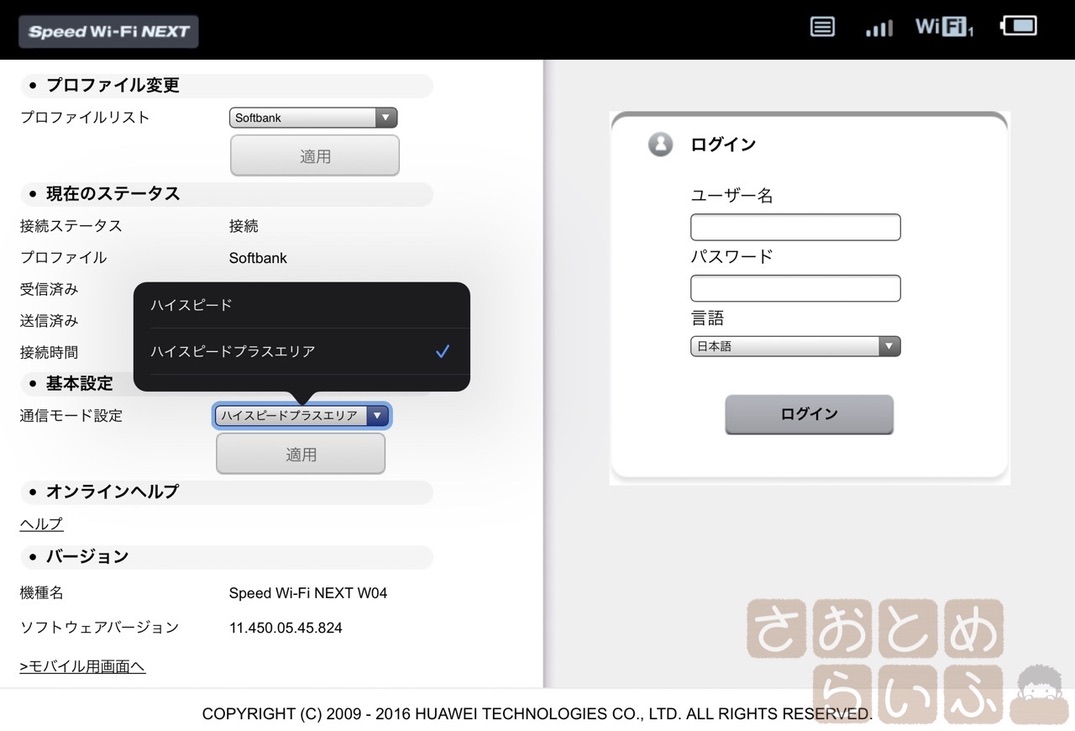 Speed Wi-Fi NEXT
WiFi1
• プロファイル変更
プロファイルリスト Softbank
適用
• 現在のステータス
接続ステータス 接続
プロファイル Softbank
受信済み
送信済み
接続時間
ハイスピード
ハイスピードプラスエリア
• 基本設定
通信モード設定 ハイスピードプラスエリア
適用
• オンラインヘルプ
ヘルプ
• バージョン
機種名 Speed Wi-Fi NEXT W04
ソフトウェアバージョン 11.450.05.45.824
>モバイル用画面へ
ログイン
ユーザー名
パスワード
言語
日本語
ログイン
さおとめ
らいふ
COPYRIGHT (C) 2009 - 2016 HUAWEI TECHNOLOGIES CO., LTD. ALL RIGHTS RESERVED.